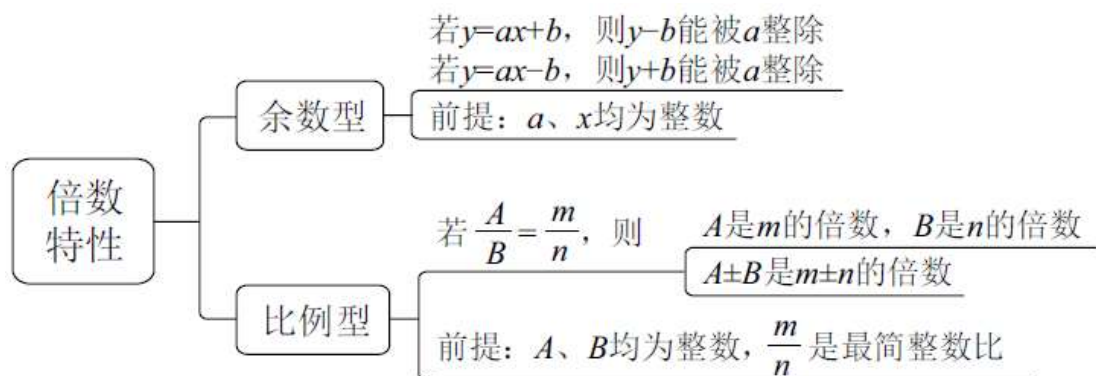 倍数
特性
余数型
若y=ax+b，则y−b能被a整除
若y=ax−b，则y+b能被a整除
前提：a、x均为整数
比例型
若 A/B = m/n，则
A是m的倍数，B是n的倍数
A±B是m±n的倍数
前提：A、B均为整数，m/n 是最简整数比